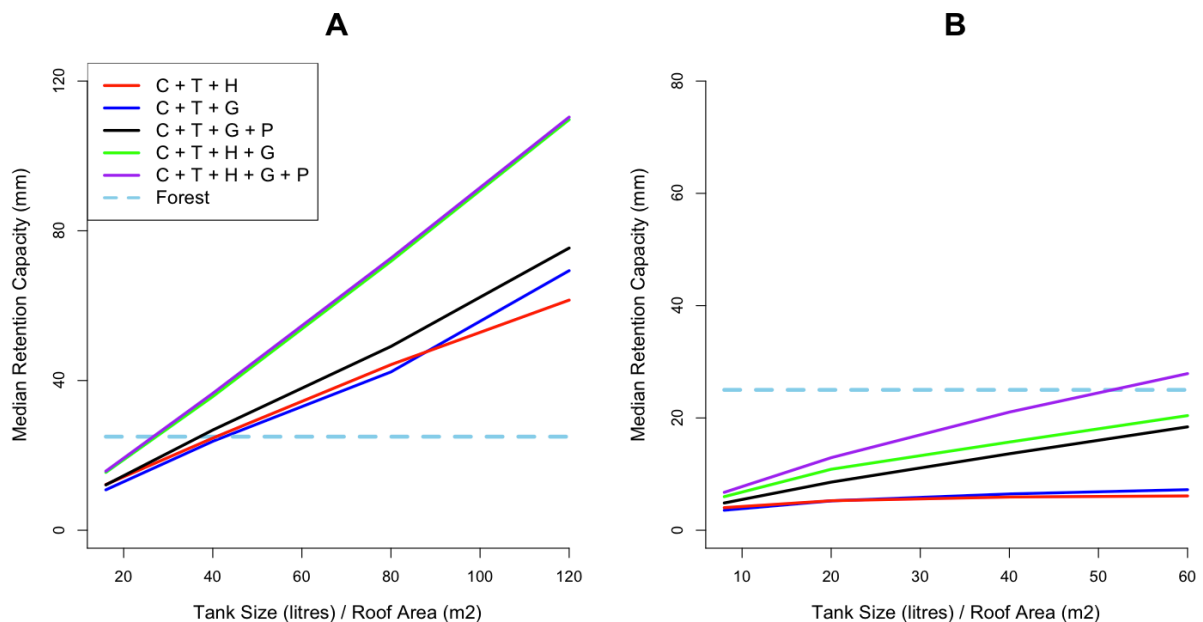 A
C + T + H
C + T + G
C + T + G + P
C + T + H + G
C + T + H + G + P
Forest
Median Retention Capacity (mm)
120
80
40
0
20
40
60
80
100
120
Tank Size (litres) / Roof Area (m2)
B
Median Retention Capacity (mm)
80
60
40
20
0
10
20
30
40
50
60
Tank Size (litres) / Roof Area (m2)